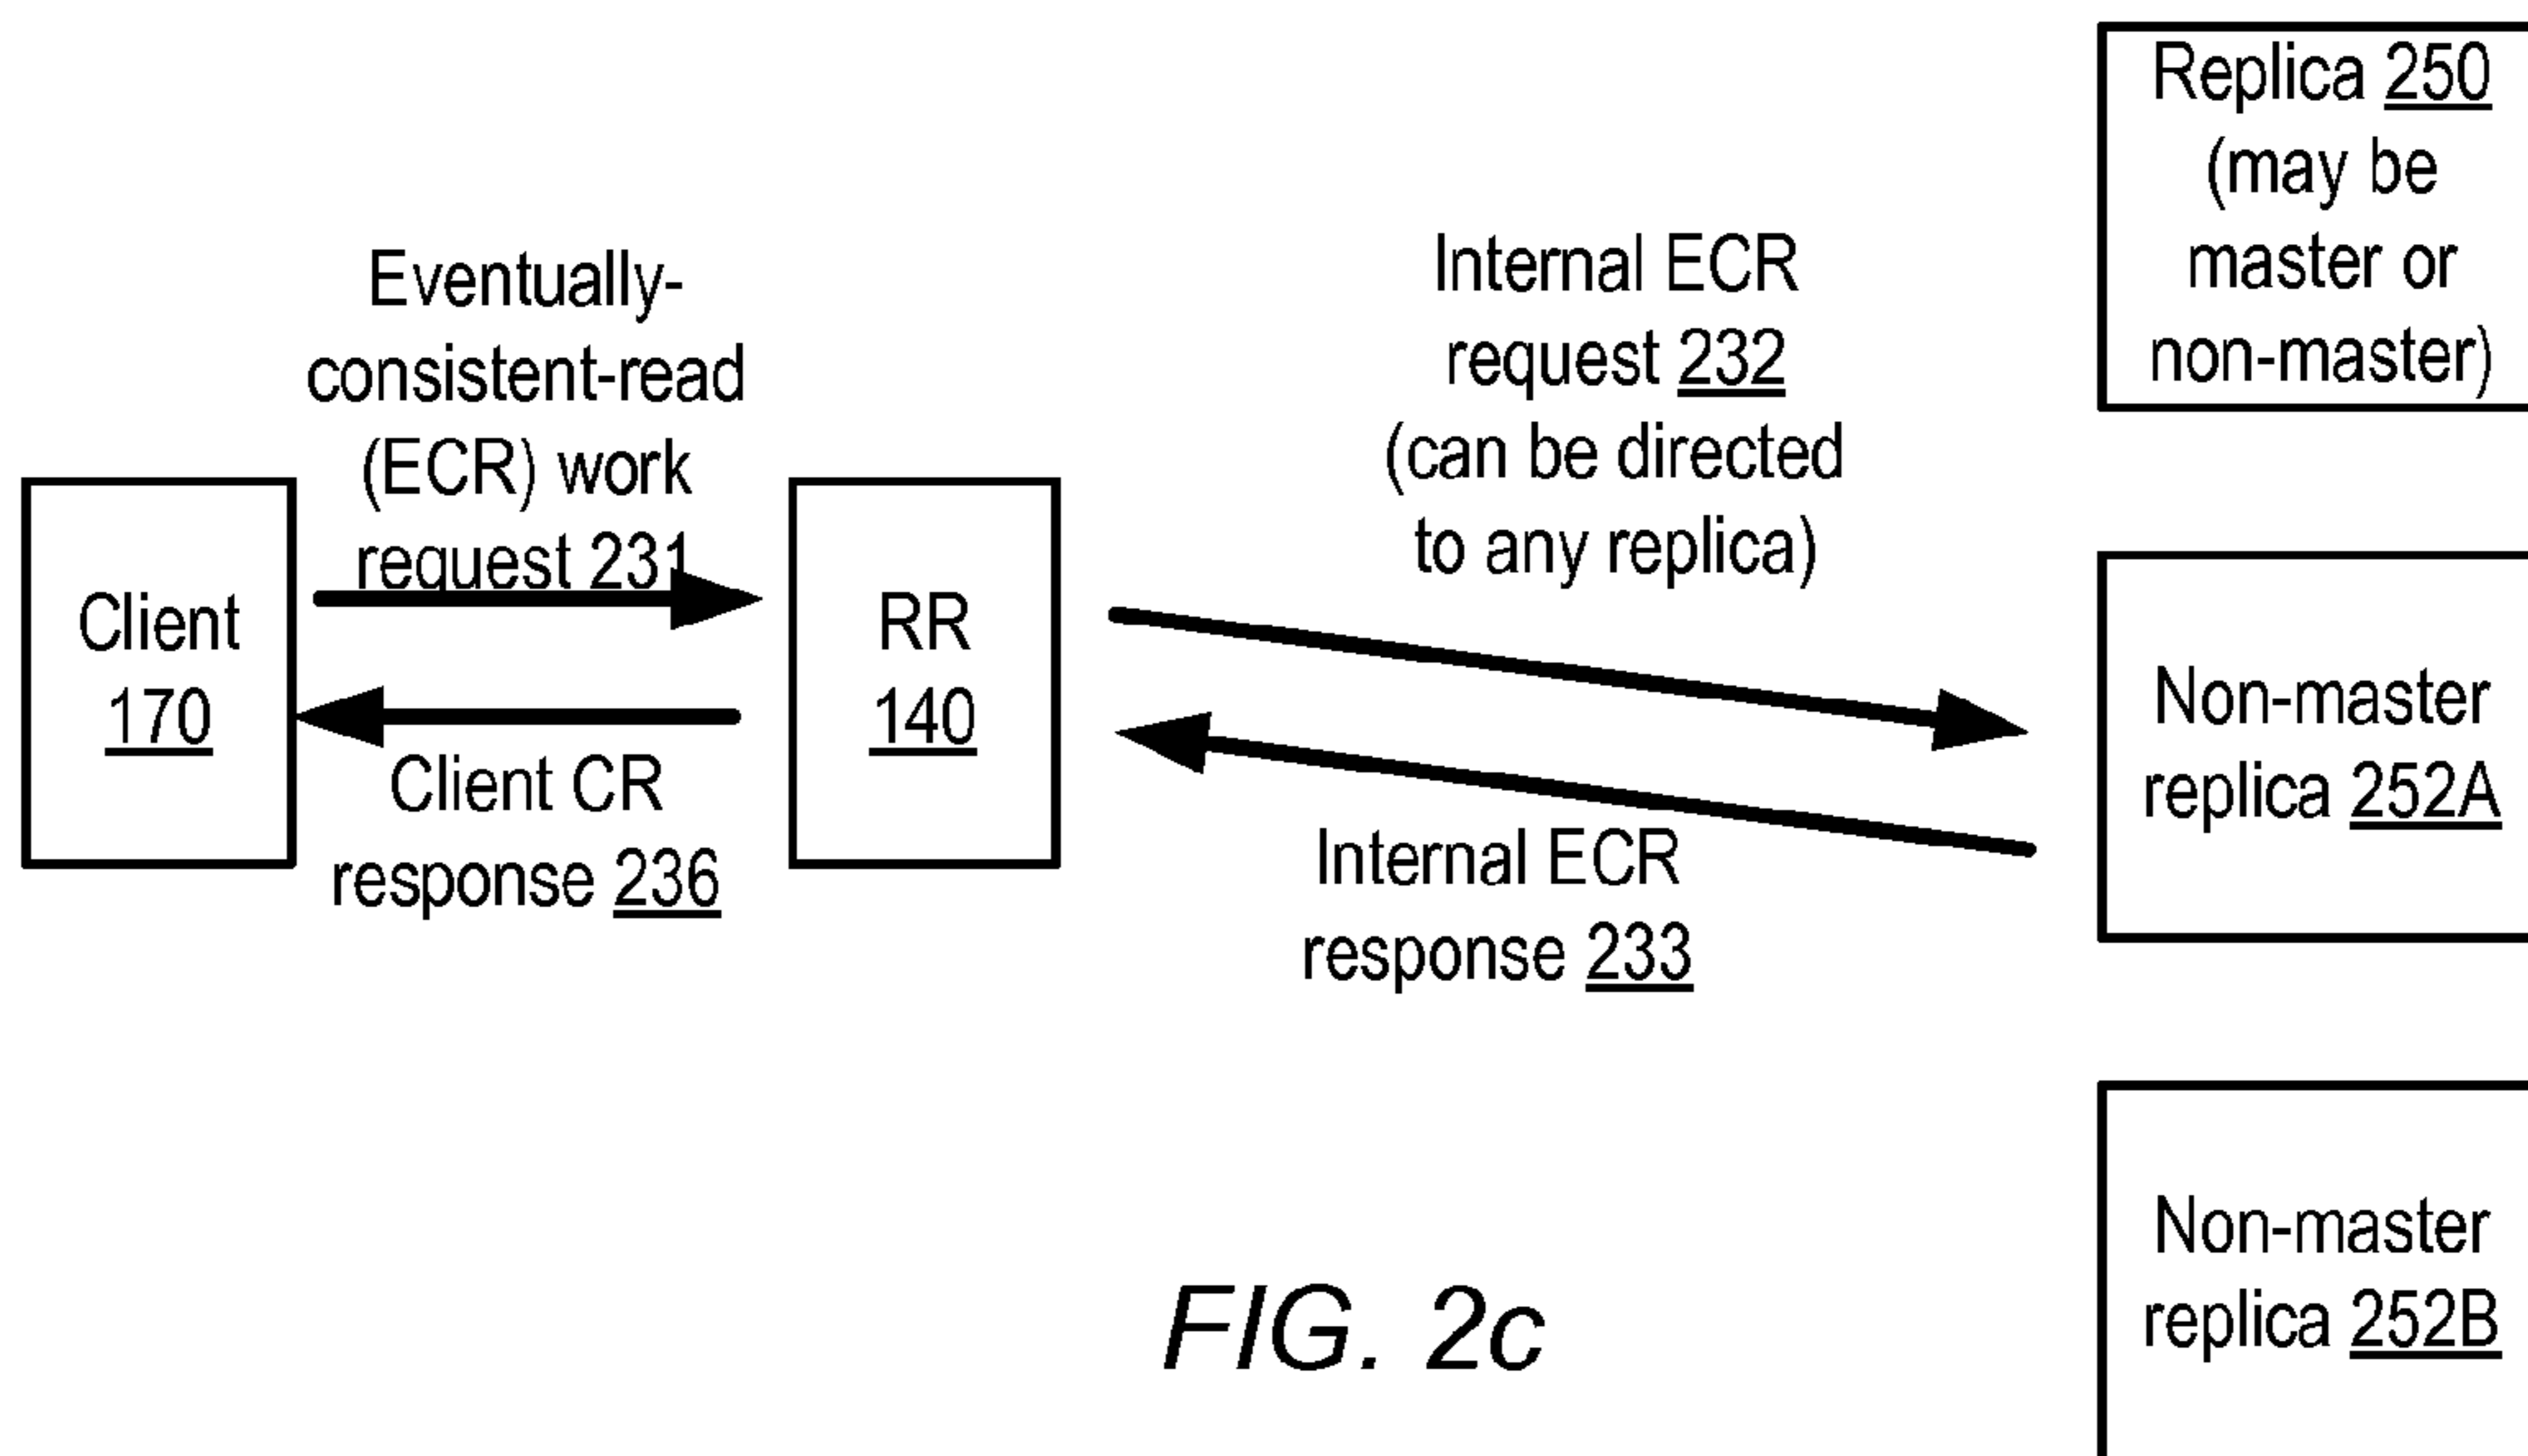 Replica 250
(may be
master or
non-master)
Eventually-
consistent-read
(ECR) work
request 231
Internal ECR
request 232
(can be directed
to any replica)
Client
170
RR
140
Client CR
response 236
Internal ECR
response 233
Non-master
replica 252A
Non-master
replica 252B
FIG. 2c